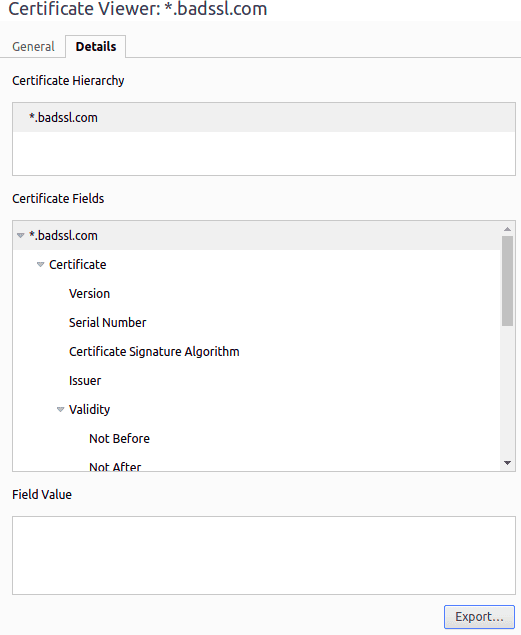 Certificate Viewer: *.badssl.com
General Details
Certificate Hierarchy
*.badssl.com
Certificate Fields
*.badssl.com
Certificate
Version
Serial Number
Certificate Signature Algorithm
Issuer
Validity
Not Before
Not After
Field Value
Export...